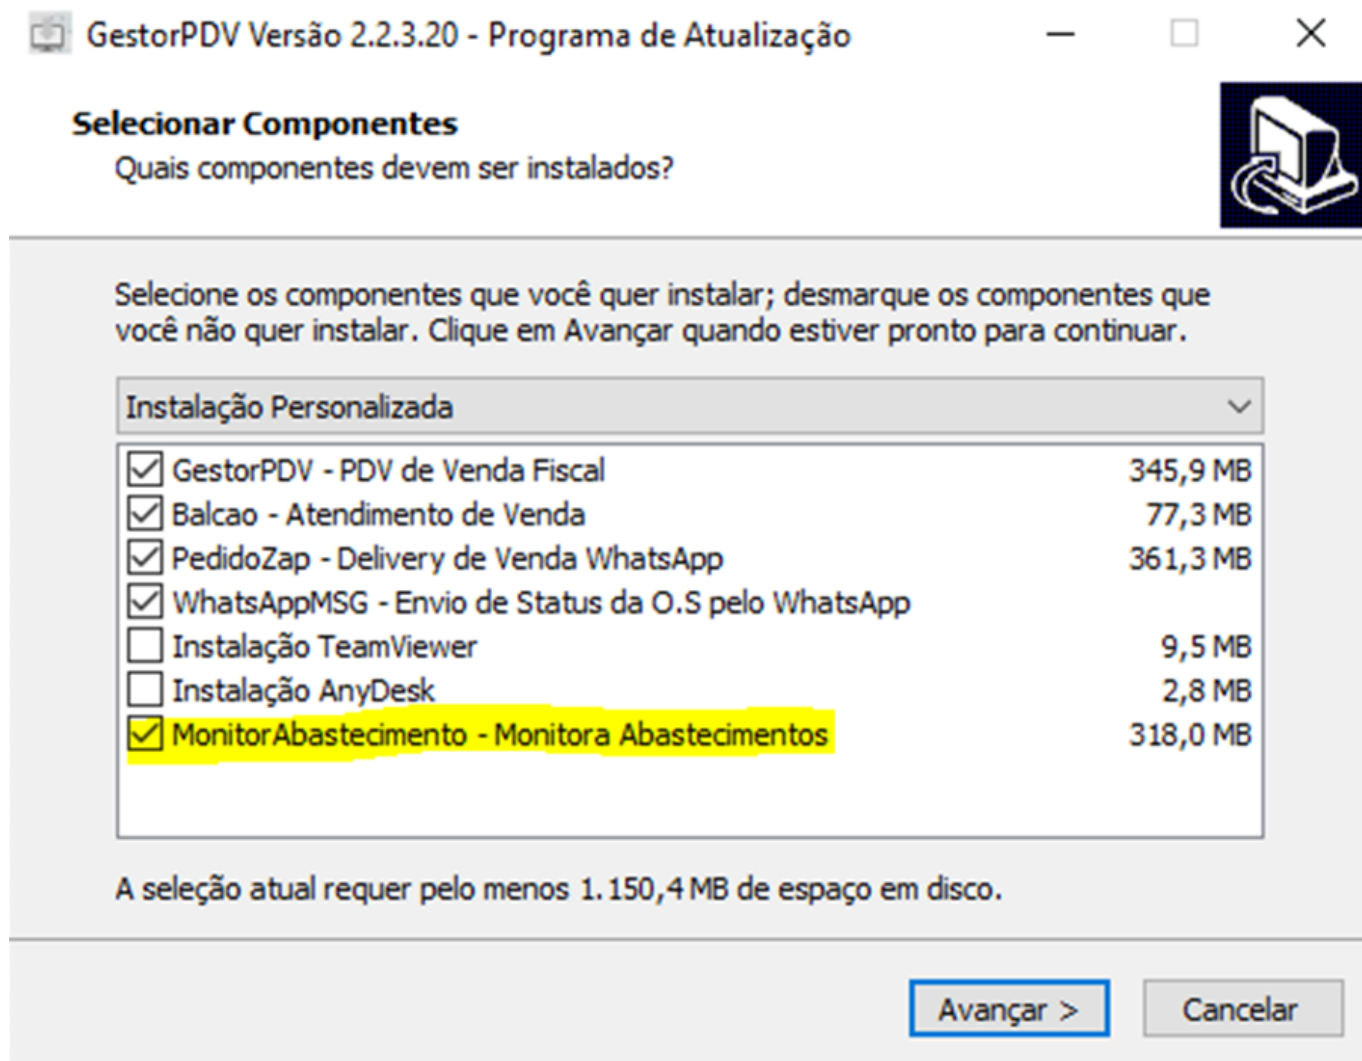 GestorPDV Versão 2.2.3.20 - Programa de Atualização
Selecionar Componentes
Quais componentes devem ser instalados?
Selecione os componentes que você quer instalar; desmarque os componentes que
você não quer instalar. Clique em Avançar quando estiver pronto para continuar.
Instalação Personalizada
GestorPDV - PDV de Venda Fiscal 345,9 MB
Balcao - Atendimento de Venda 77,3 MB
PedidoZap - Delivery de Venda WhatsApp 361,3 MB
WhatsAppMSG - Envio de Status da O.S pelo WhatsApp
Instalação TeamViewer 9,5 MB
Instalação AnyDesk 2,8 MB
MonitorAbastecimento - Monitora Abastecimentos 318,0 MB
A seleção atual requer pelo menos 1.150,4 MB de espaço em disco.
Avançar > Cancelar